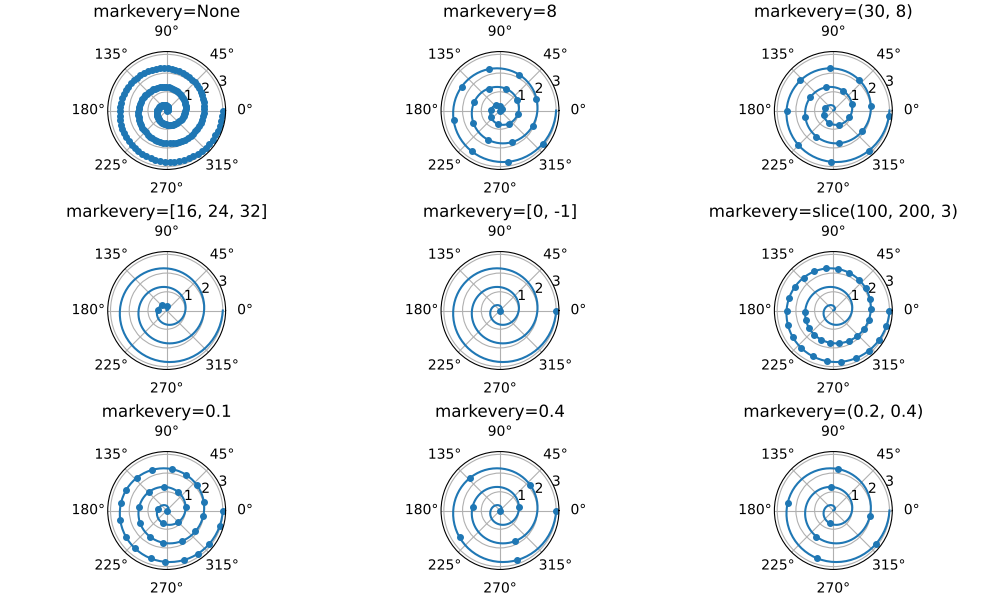 markevery=None
90°
135° 45°
180° 1 2 3 0°
225° 315°
270°
markevery=8
90°
135° 45°
180° 1 2 3 0°
225° 315°
270°
markevery=(30, 8)
90°
135° 45°
180° 1 2 3 0°
225° 315°
270°
markevery=[16, 24, 32]
90°
135° 45°
180° 1 2 3 0°
225° 315°
270°
markevery=[0, -1]
90°
135° 45°
180° 1 2 3 0°
225° 315°
270°
markevery=slice(100, 200, 3)
90°
135° 45°
180° 1 2 3 0°
225° 315°
270°
markevery=0.1
90°
135° 45°
180° 1 2 3 0°
225° 315°
270°
markevery=0.4
90°
135° 45°
180° 1 2 3 0°
225° 315°
270°
markevery=(0.2, 0.4)
90°
135° 45°
180° 1 2 3 0°
225° 315°
270°